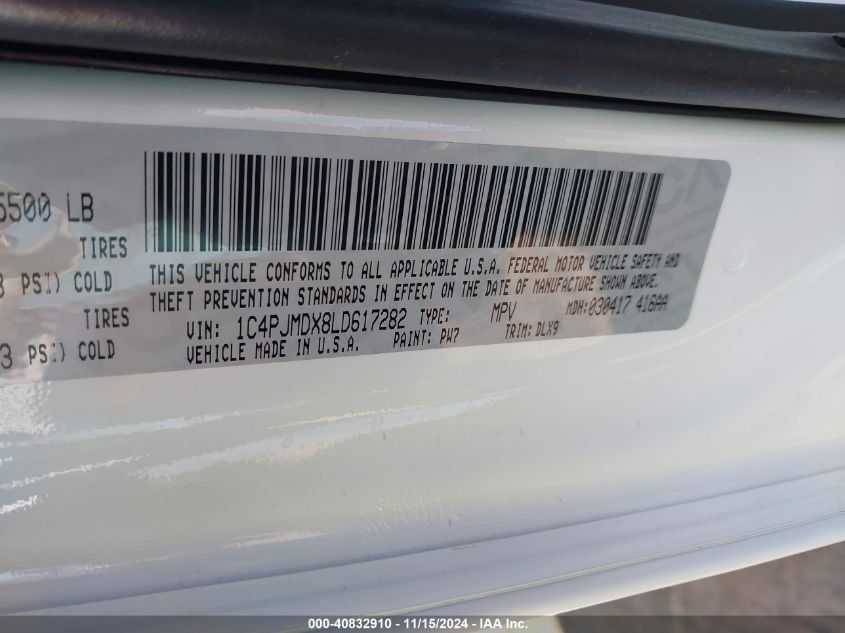 5500 LB
TIRES
PSI) COLD
TIRES
3 PSI) COLD
THIS VEHICLE CONFORMS TO ALL APPLICABLE U.S.A. FEDERAL MOTOR VEHICLE SAFETY AND
THEFT PREVENTION STANDARDS IN EFFECT ON THE DATE OF MANUFACTURE SHOWN ABOVE.
VIN: 1C4PJMDX8LD617282 TYPE: MPV MDH: 030417 416AA
VEHICLE MADE IN U.S.A. PAINT: PW7 TRIM: DLX9
000-40832910 - 11/15/2024 - IAA Inc.